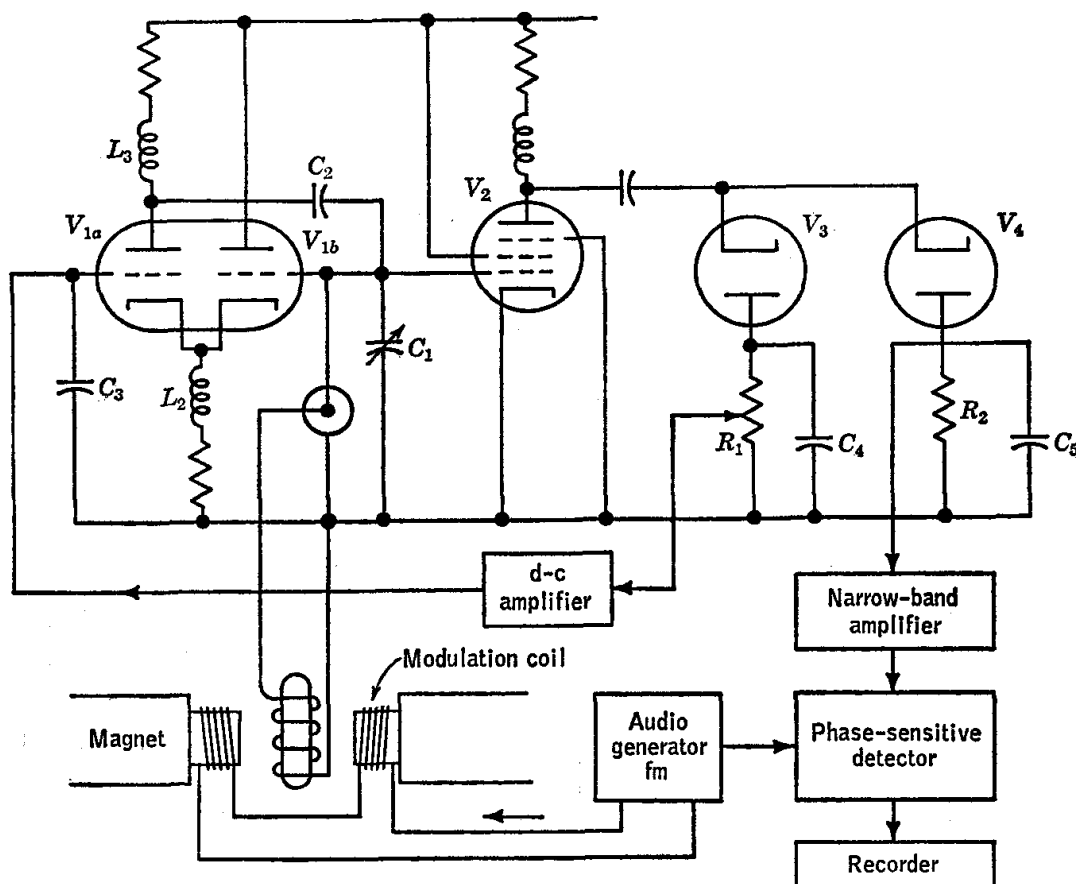 L₃
C₂
V₂
V₁ₐ
V₁b
V₃
V₄
C₁
C₃
L₂
R₁
C₄
R₂
C₅
d-c
amplifier
Narrow-band
amplifier
Modulation coil
Magnet
Audio
generator
fm
Phase-sensitive
detector
Recorder